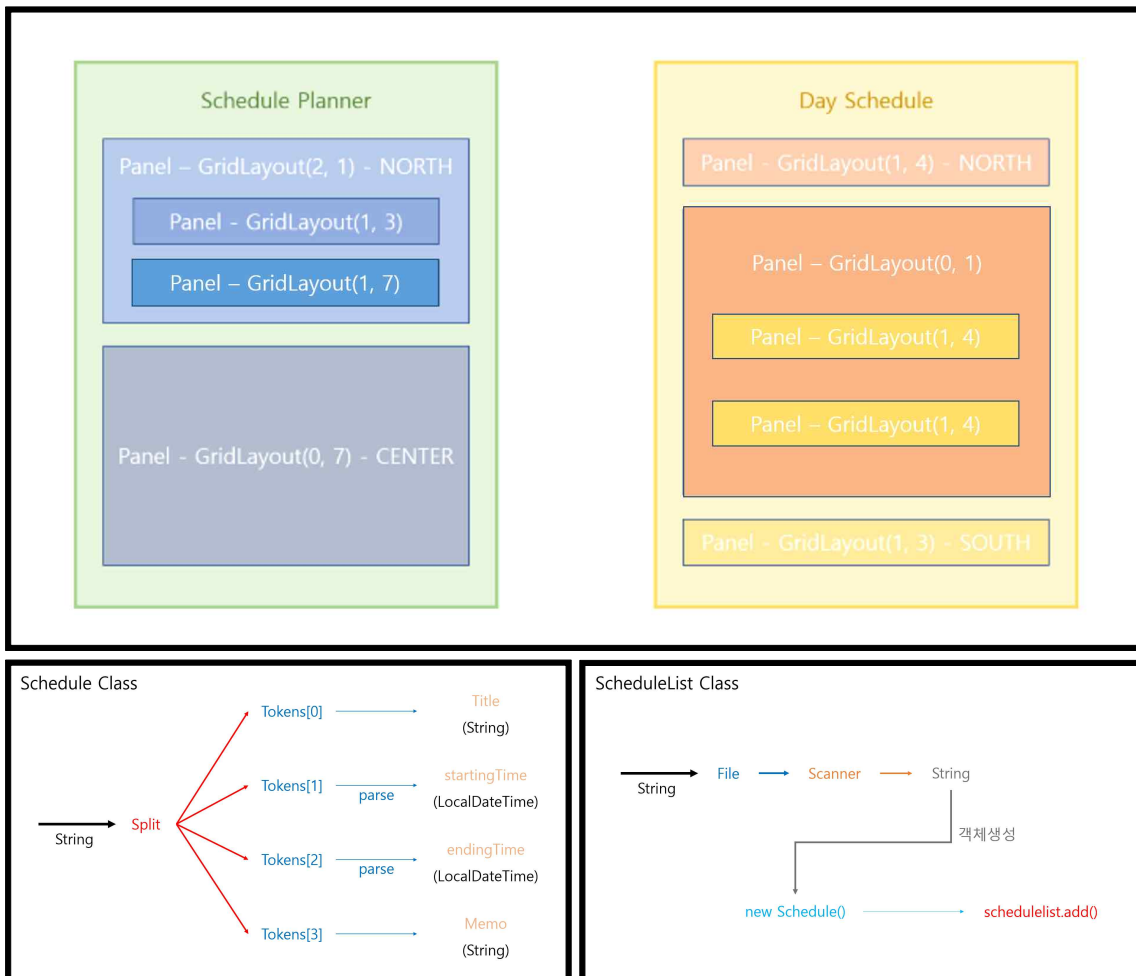 Schedule Planner
Panel – GridLayout(2, 1) - NORTH
Panel - GridLayout(1, 3)
Panel – GridLayout(1, 7)
Panel - GridLayout(0, 7) - CENTER
Day Schedule
Panel - GridLayout(1, 4) - NORTH
Panel – GridLayout(0, 1)
Panel – GridLayout(1, 4)
Panel – GridLayout(1, 4)
Panel - GridLayout(1, 3) - SOUTH
Schedule Class
String
Split
Tokens[0]
Title
(String)
Tokens[1]
parse
startingTime
(LocalDateTime)
Tokens[2]
parse
endingTime
(LocalDateTime)
Tokens[3]
Memo
(String)
ScheduleList Class
String
File
Scanner
String
객체생성
new Schedule()
schedulelist.add()